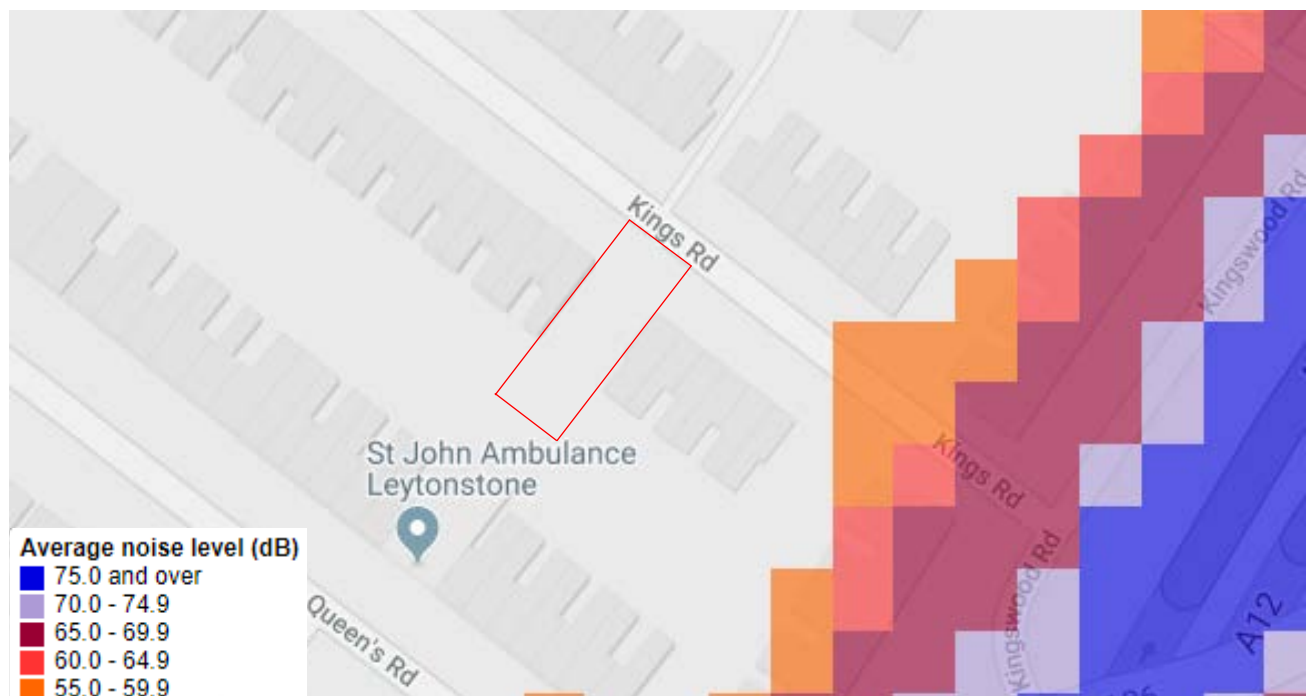 Kings Rd
Kingswood Rd
St John Ambulance
Leytonstone
Kings Rd
Average noise level (dB)
75.0 and over
70.0 - 74.9
65.0 - 69.9
60.0 - 64.9
55.0 - 59.9
Queen's Rd
Kingswood Rd
A12